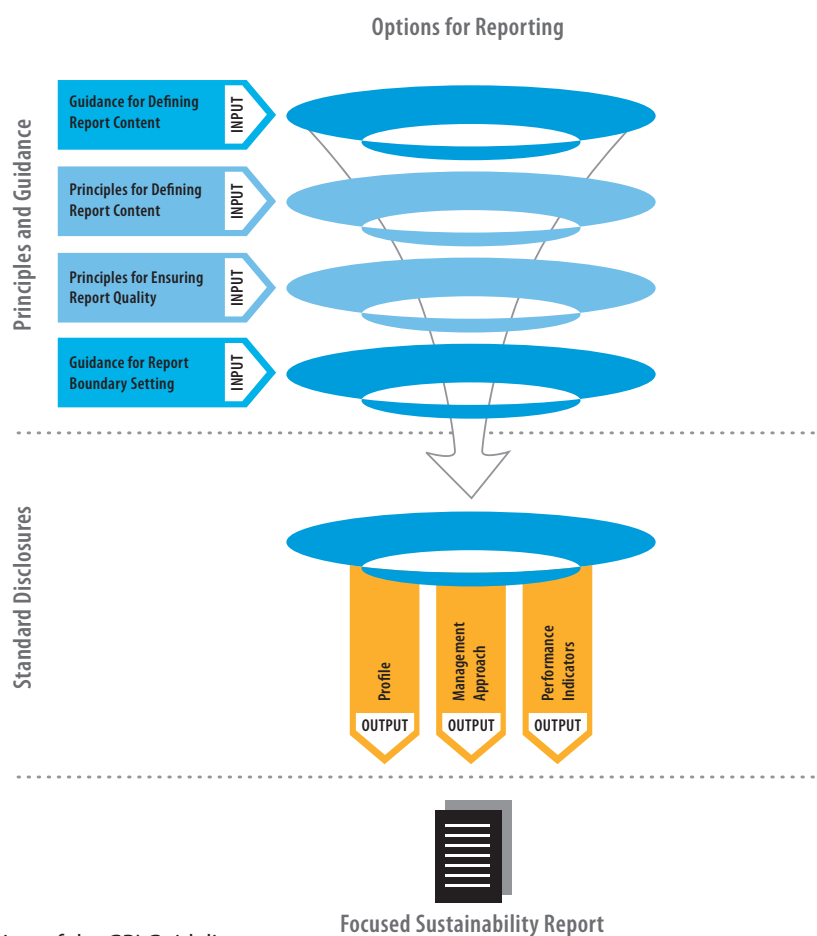 Options for Reporting
Principles and Guidance
Guidance for Defining
Report Content
INPUT
Principles for Defining
Report Content
INPUT
Principles for Ensuring
Report Quality
INPUT
Guidance for Report
Boundary Setting
INPUT
Standard Disclosures
Profile
OUTPUT
Management
Approach
OUTPUT
Performance
Indicators
OUTPUT
Focused Sustainability Report